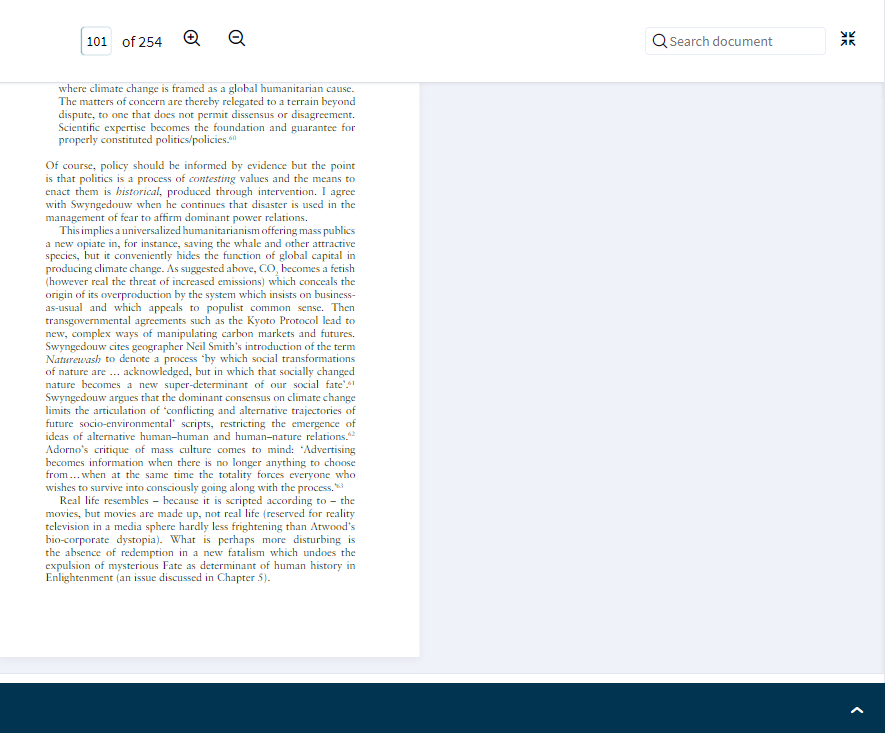 101 of 254
Search document
where climate change is framed as a global humanitarian cause.
The matters of concern are thereby relegated to a terrain beyond
dispute, to one that does not permit dissensus or disagreement.
Scientific expertise becomes the foundation and guarantee for
properly constituted politics/policies.60
Of course, policy should be informed by evidence but the point
is that politics is a process of contesting values and the means to
enact them is historical, produced through intervention. I agree
with Swyngedouw when he continues that disaster is used in the
management of fear to affirm dominant power relations.
This implies a universalized humanitarianism offering mass publics
a new opiate in, for instance, saving the whale and other attractive
species, but it conveniently hides the function of global capital in
producing climate change. As suggested above, CO2 becomes a fetish
(however real the threat of increased emissions) which conceals the
origin of its overproduction by the system which insists on business-
as-usual and which appeals to populist common sense. Then
transgovernmental agreements such as the Kyoto Protocol lead to
new, complex ways of manipulating carbon markets and futures.
Swyngedouw cites geographer Neil Smith's introduction of the term
Naturewash to denote a process ‘by which social transformations
of nature are ... acknowledged, but in which that socially changed
nature becomes a new super-determinant of our social fate’.61
Swyngedouw argues that the dominant consensus on climate change
limits the articulation of ‘conflicting and alternative trajectories of
future socio-environmental’ scripts, restricting the emergence of
ideas of alternative human–human and human–nature relations.62
Adorno's critique of mass culture comes to mind: ‘Advertising
becomes information when there is no longer anything to choose
from ... when at the same time the totality forces everyone who
wishes to survive into consciously going along with the process.’63
Real life resembles – because it is scripted according to – the
movies, but movies are made up, not real life (reserved for reality
television in a media sphere hardly less frightening than Atwood's
bio-corporate dystopia). What is perhaps more disturbing is
the absence of redemption in a new fatalism which undoes the
expulsion of mysterious Fate as determinant of human history in
Enlightenment (an issue discussed in Chapter 5).